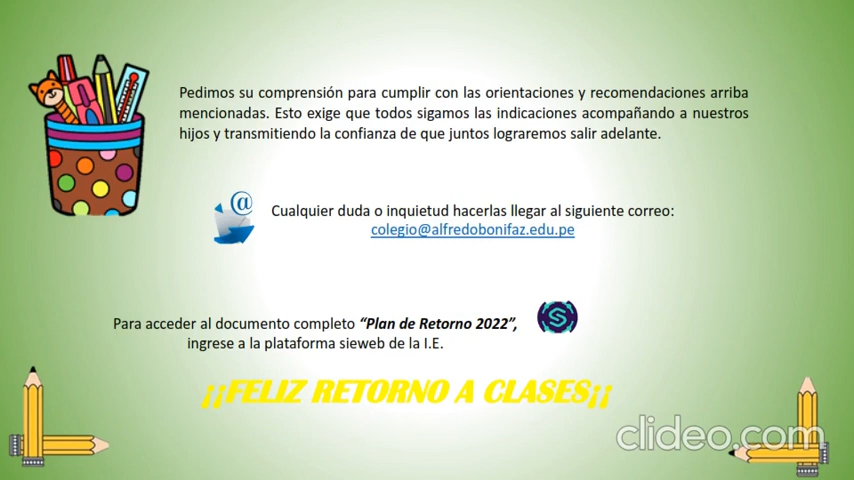 Pedimos su comprensión para cumplir con las orientaciones y recomendaciones arriba
mencionadas. Esto exige que todos sigamos las indicaciones acompañando a nuestros
hijos y transmitiendo la confianza de que juntos lograremos salir adelante.
@
Cualquier duda o inquietud hacerlas llegar al siguiente correo:
colegio@alfredobonifaz.edu.pe
Para acceder al documento completo “Plan de Retorno 2022”,
ingrese a la plataforma sieweb de la I.E.
¡¡FELIZ RETORNO A CLASES¡¡
clideo.com